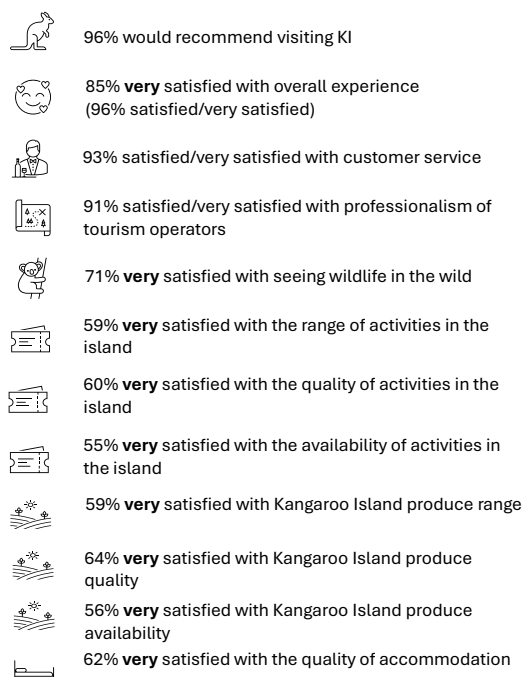 96% would recommend visiting KI
85% very satisfied with overall experience
(96% satisfied/very satisfied)
93% satisfied/very satisfied with customer service
91% satisfied/very satisfied with professionalism of
tourism operators
71% very satisfied with seeing wildlife in the wild
59% very satisfied with the range of activities in the
island
60% very satisfied with the quality of activities in the
island
55% very satisfied with the availability of activities in
the island
59% very satisfied with Kangaroo Island produce range
64% very satisfied with Kangaroo Island produce
quality
56% very satisfied with Kangaroo Island produce
availability
62% very satisfied with the quality of accommodation